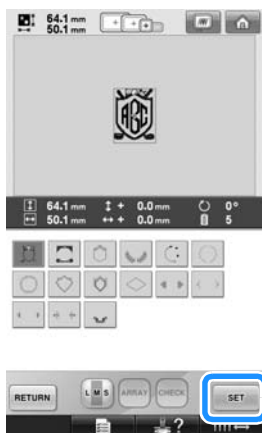 64.1 mm
50.1 mm
ABC
64.1 mm + 0.0 mm 0°
50.1 mm + 0.0 mm 5
RETURN L M S ARRAY CHECK SET
?